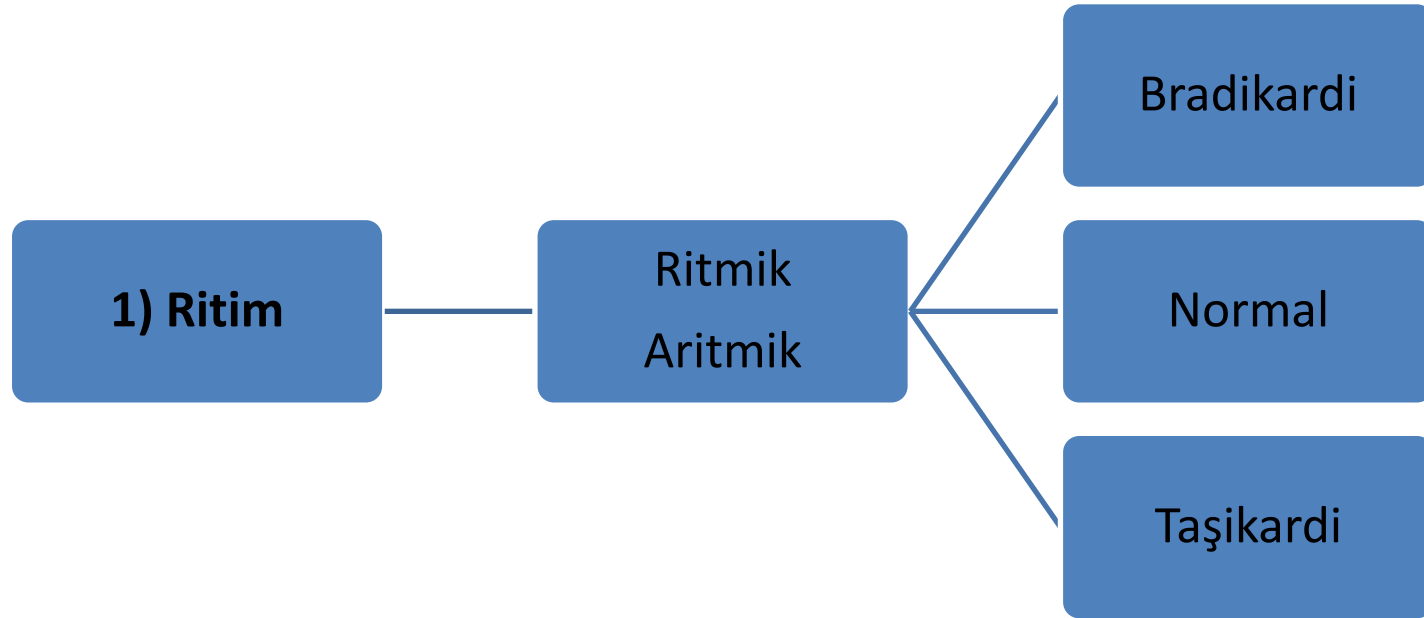 1) Ritim
Ritmik
Aritmik
Bradikardi
Normal
Taşikardi